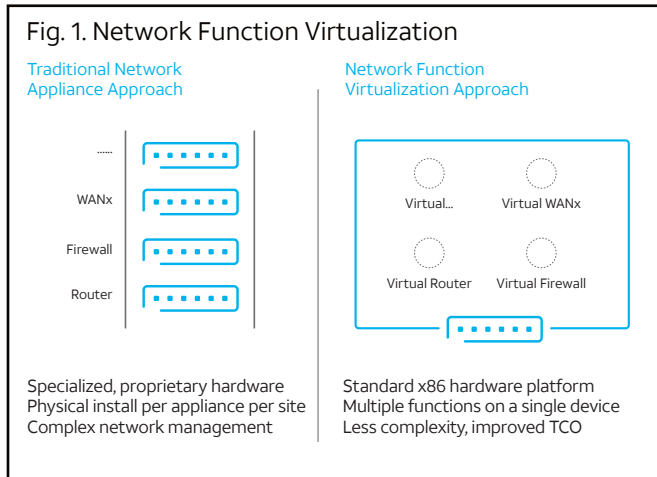 Fig. 1. Network Function Virtualization
Traditional Network
Appliance Approach
......
WANx
Firewall
Router
Specialized, proprietary hardware
Physical install per appliance per site
Complex network management
Network Function
Virtualization Approach
Virtual...
Virtual WANx
Virtual Router
Virtual Firewall
Standard x86 hardware platform
Multiple functions on a single device
Less complexity, improved TCO